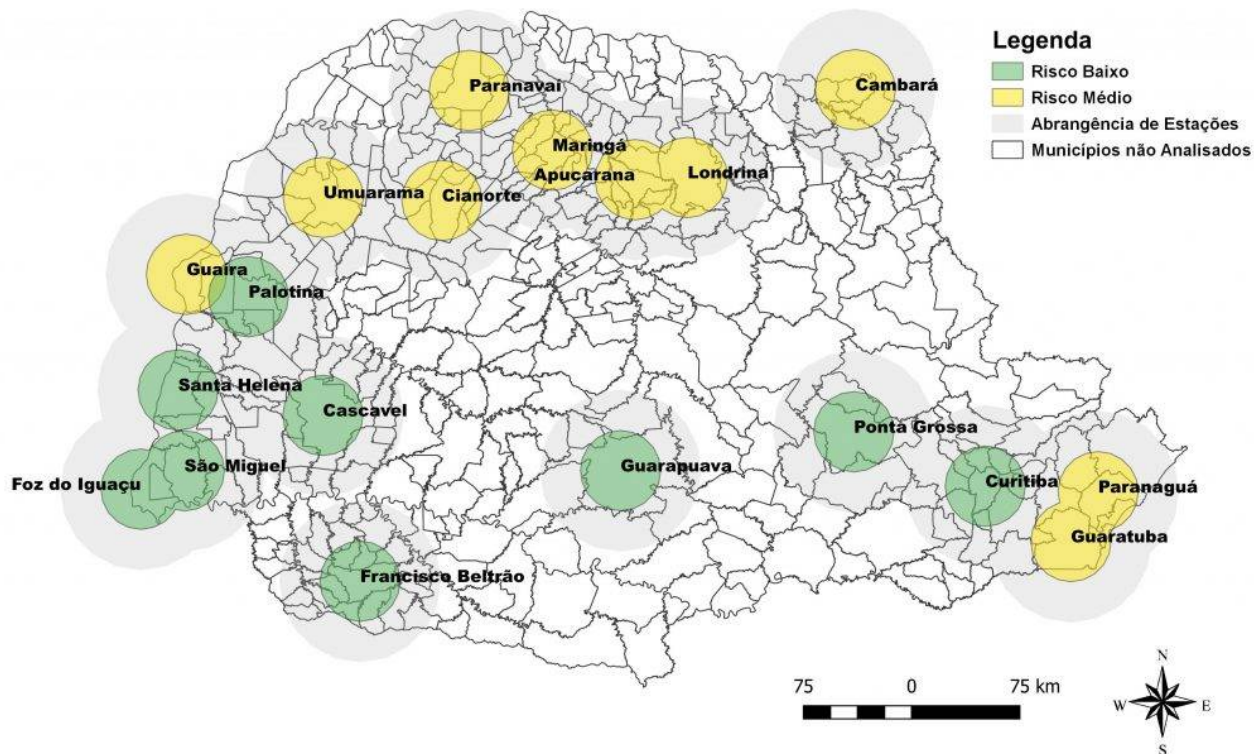 Legenda
Risco Baixo
Risco Médio
Abrangência de Estações
Municípios não Analisados
Paranavaí
Cambará
Maringá
Apucarana
Londrina
Umuarama
Cianorte
Guaíra
Palotina
Santa Helena
Cascavel
Ponta Grossa
São Miguel
Guarapuava
Foz do Iguaçu
Curitiba
Paranaguá
Guaratuba
Francisco Beltrão
75 0 75 km
N
W E
S